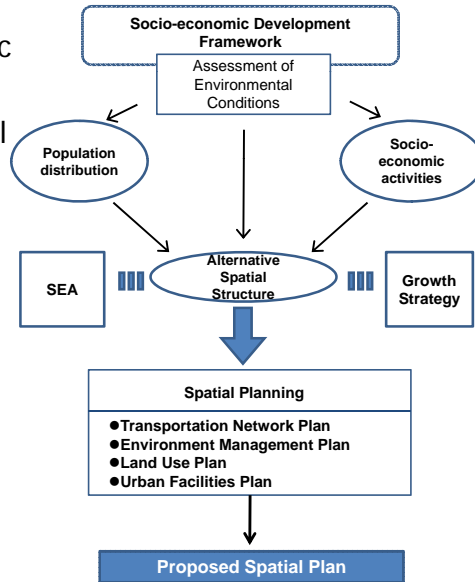 Socio-economic Development
Framework
c
Assessment of
Environmental
Conditions
l
Population
distribution
Socio-
economic
activities
SEA
Alternative
Spatial
Structure
Growth
Strategy
Spatial Planning
●Transportation Network Plan
●Environment Management Plan
●Land Use Plan
●Urban Facilities Plan
Proposed Spatial Plan